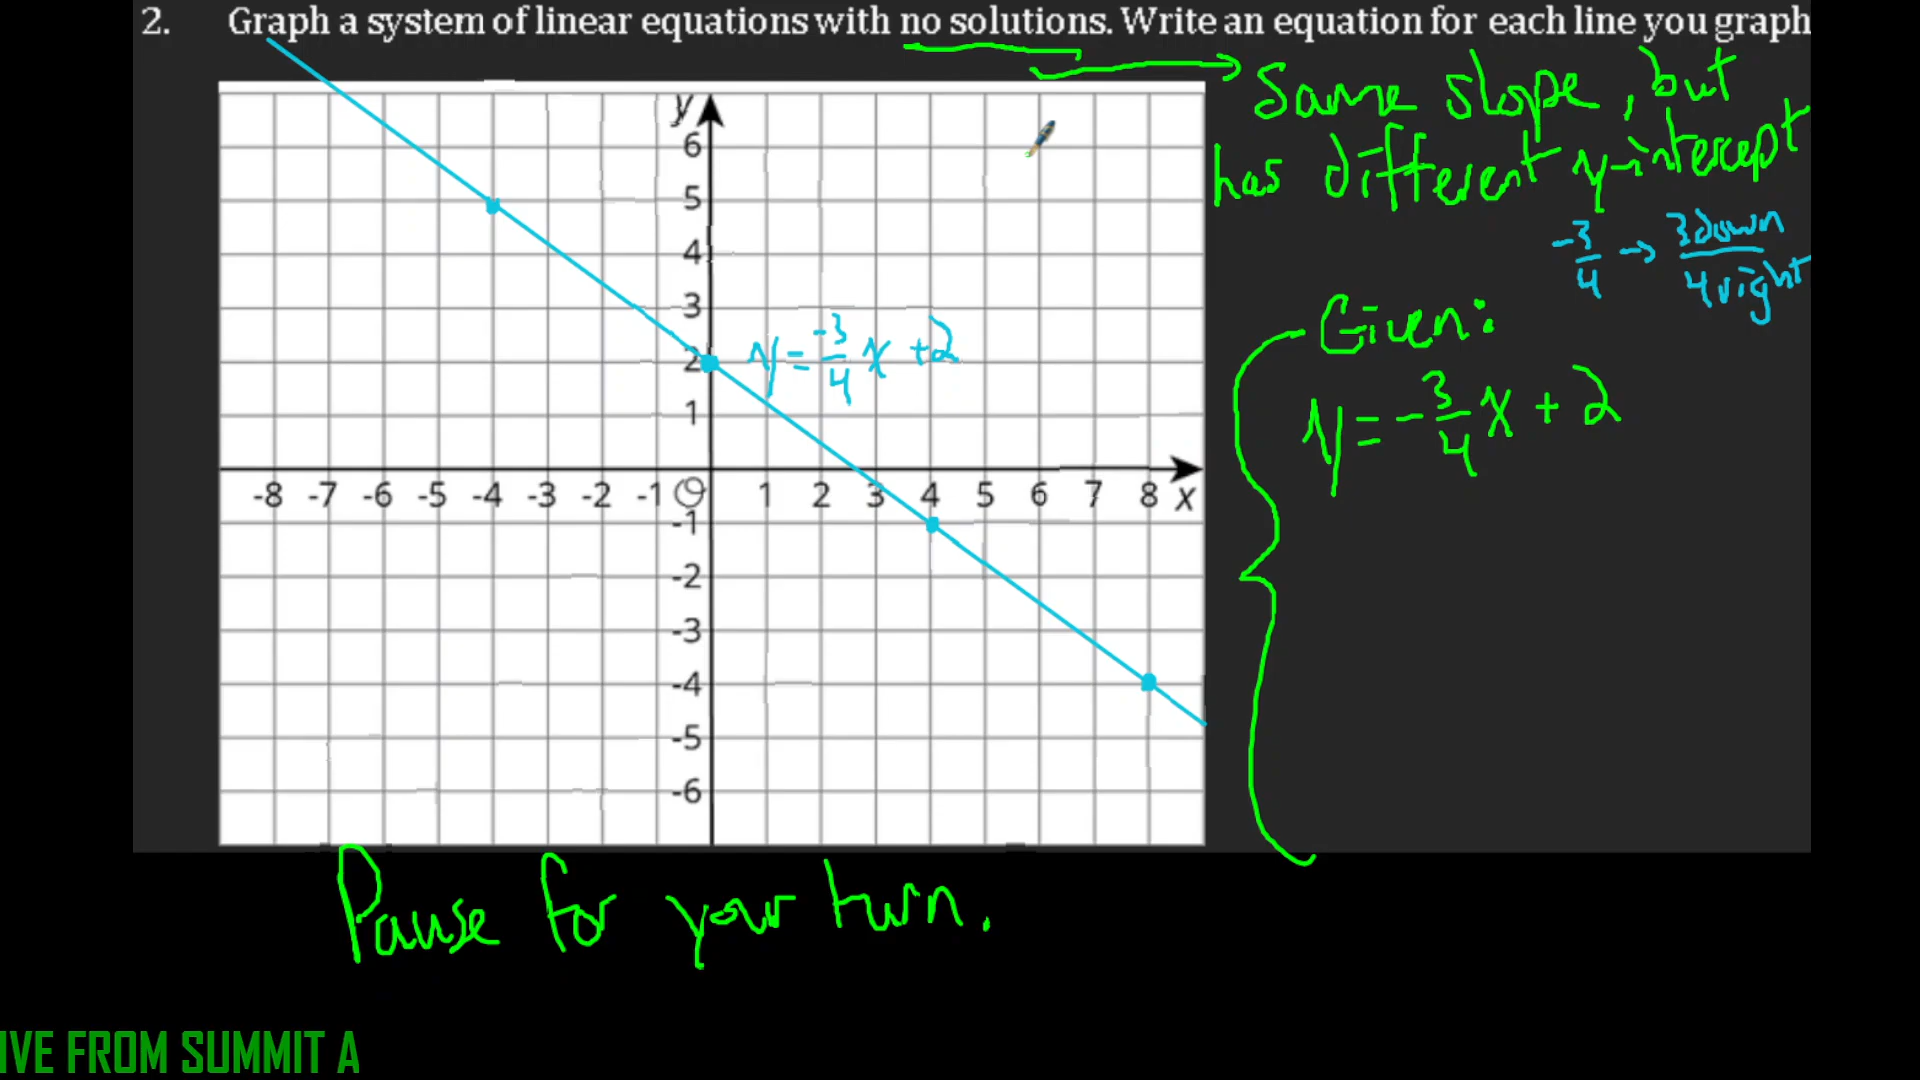 2. Graph a system of linear equations with no solutions. Write an equation for each line you graph
Same slope, but
has different y-intercept
-3/4 → 3 down/4 right
Given:
y = -3/4 x + 2
y
6
5
4
3
2
1
y = -3/4 x + 2
-8 -7 -6 -5 -4 -3 -2 -1 O 1 2 3 4 5 6 7 8 x
-1
-2
-3
-4
-5
-6
Pause for your turn.
IVE FROM SUMMIT A